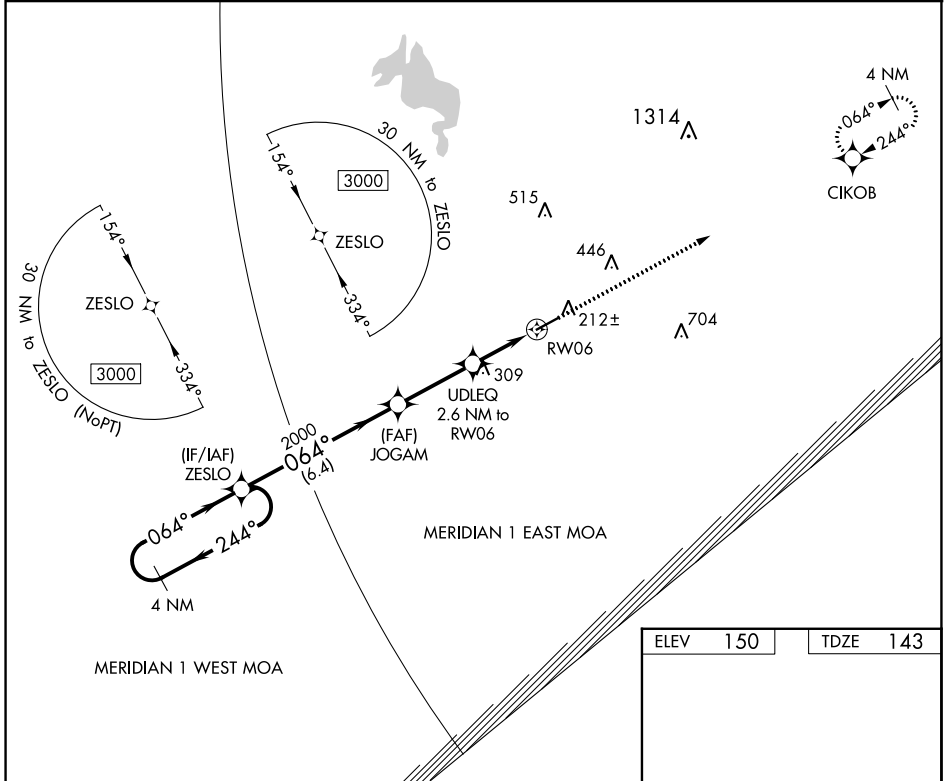 4 NM
064°
244°
CIKOB
1314
30 NM to ZESLO
154°
3000
ZESLO
334°
515
446
212±
704
RW06
154°
ZESLO
30 NM to ZESLO (NoPT)
3000
334°
309
UDLEQ
2.6 NM to
RW06
(FAF)
JOGAM
2000
064°
(6.4)
(IF/IAF)
ZESLO
064°
244°
4 NM
MERIDIAN 1 EAST MOA
MERIDIAN 1 WEST MOA
ELEV 150 TDZE 143